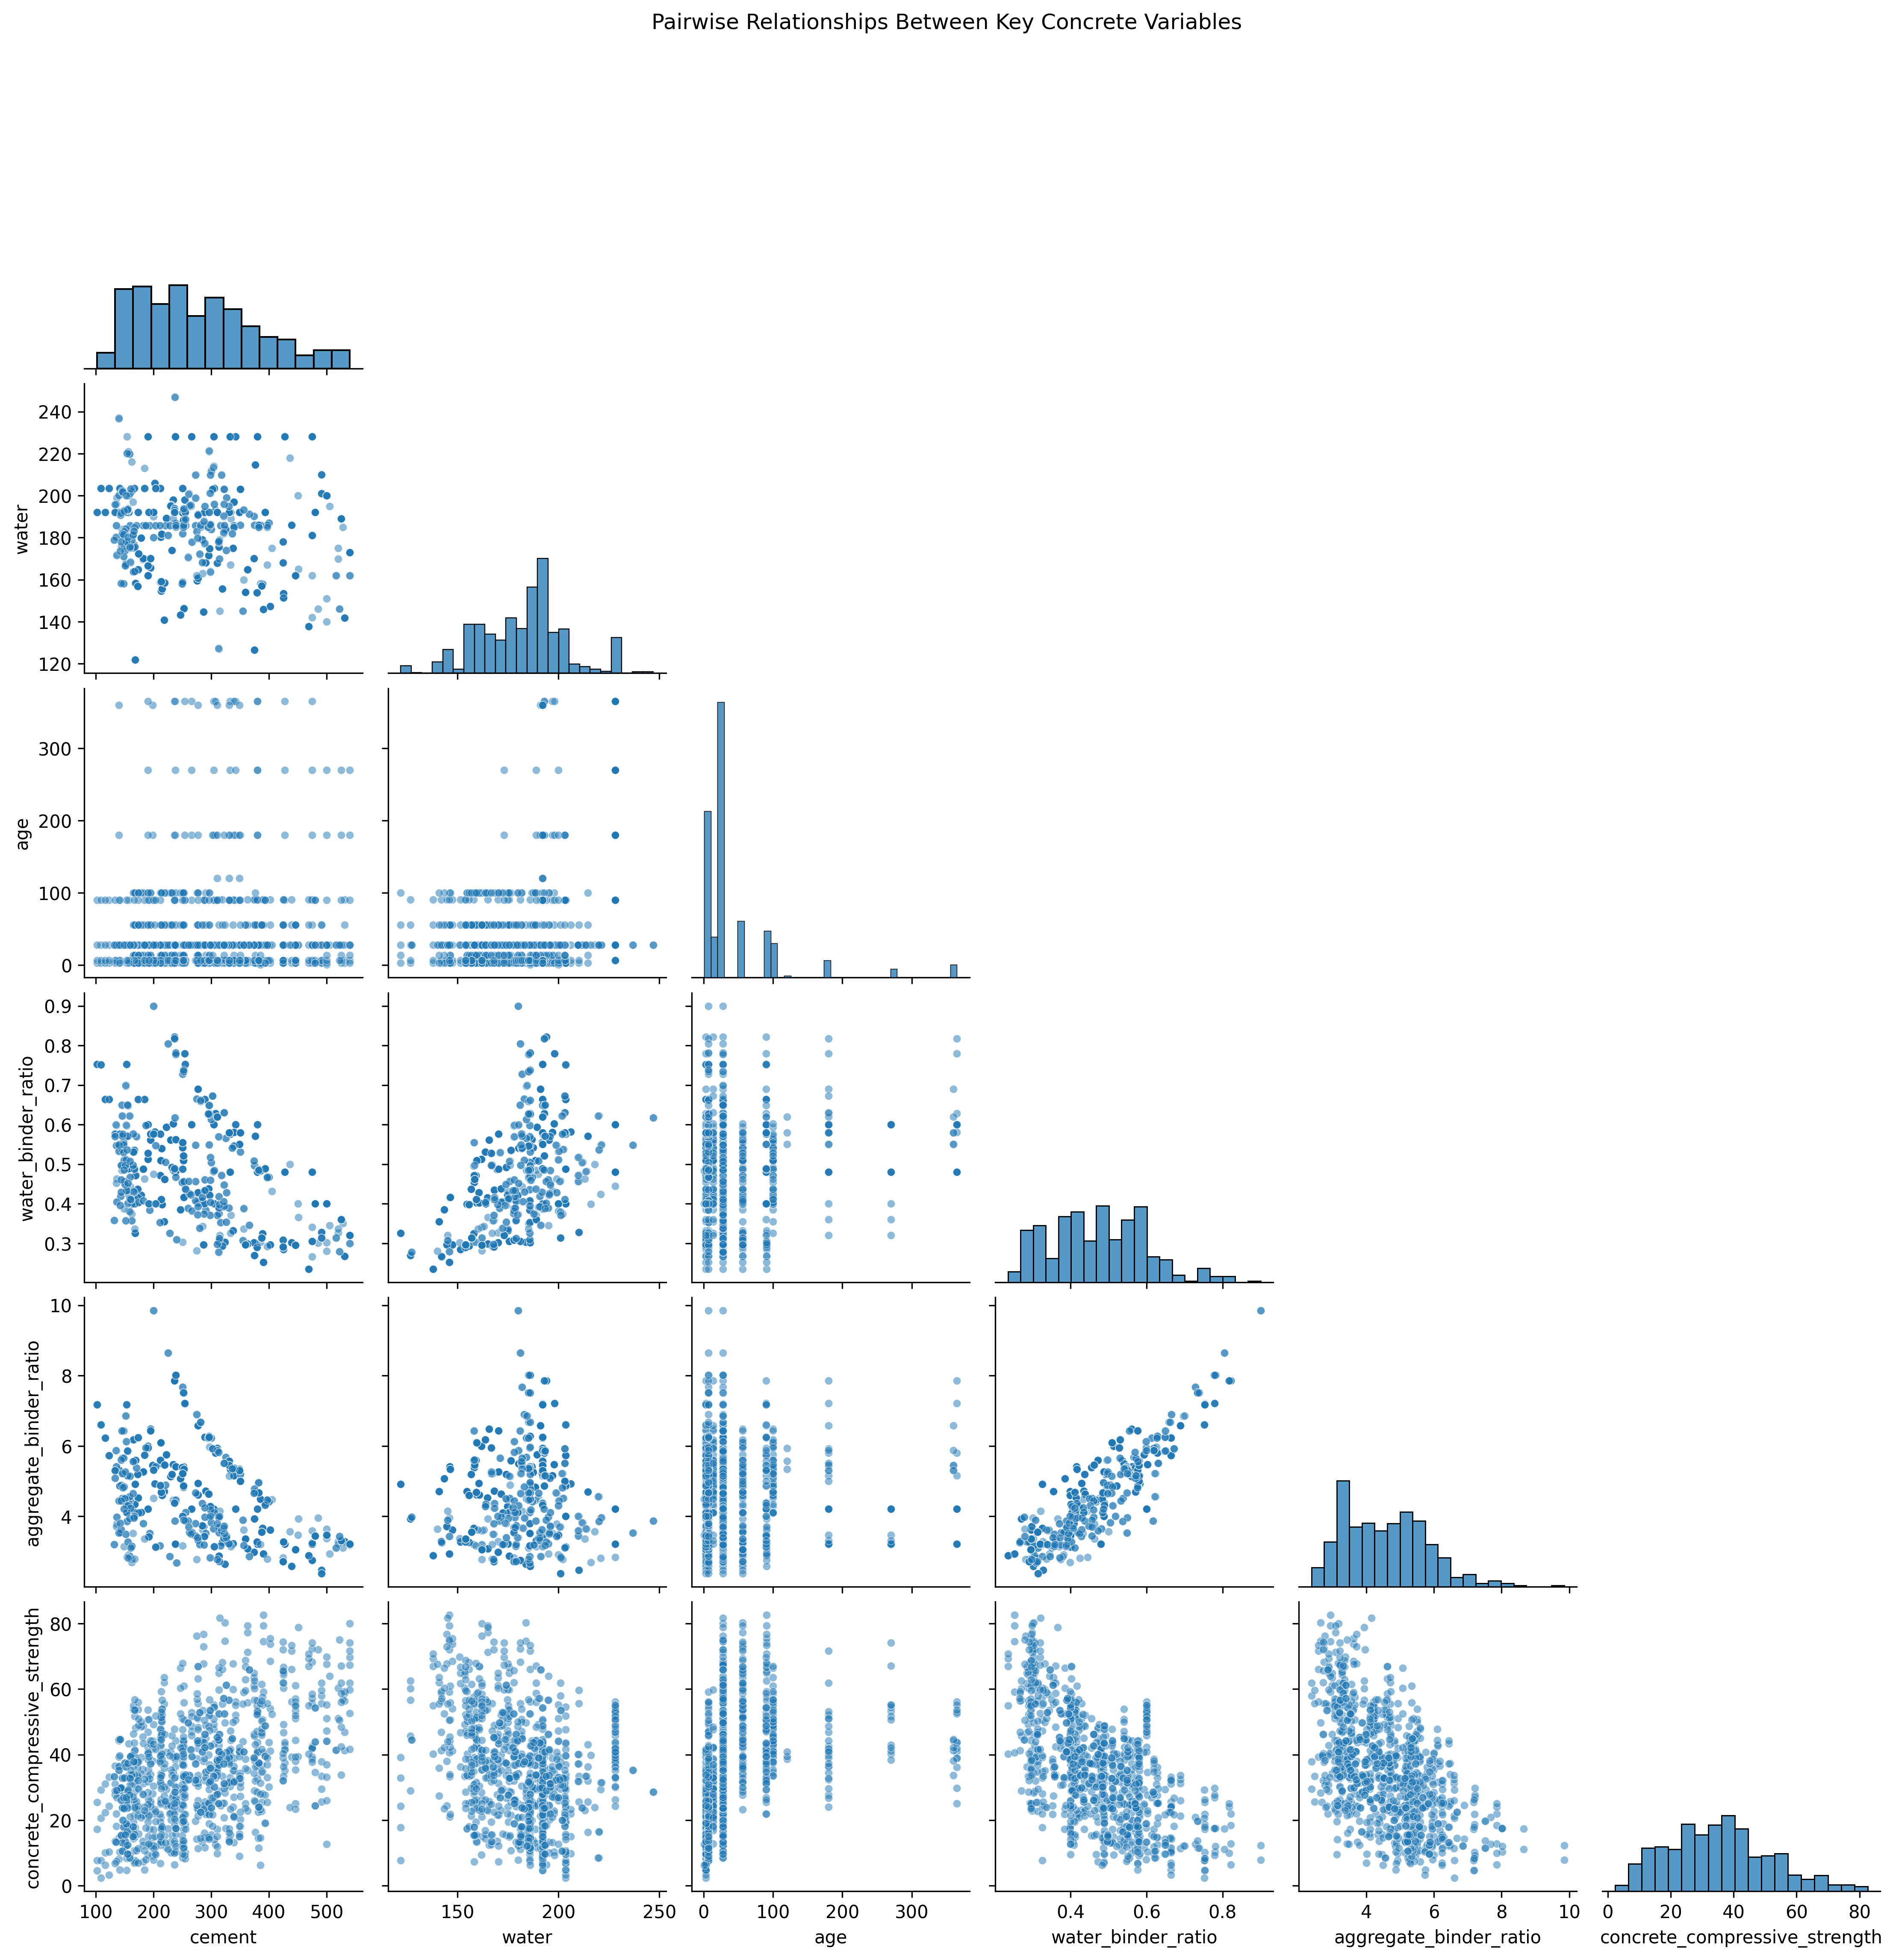 Pairwise Relationships Between Key Concrete Variables
240
220
200
180
160
140
120
water
300
200
100
0
age
0.9
0.8
0.7
0.6
0.5
0.4
0.3
water_binder_ratio
10
8
6
4
aggregate_binder_ratio
80
60
40
20
0
concrete_compressive_strength
100 200 300 400 500
150 200 250
0 100 200 300
0.4 0.6 0.8
4 6 8 10
0 20 40 60 80
cement
water
age
water_binder_ratio
aggregate_binder_ratio
concrete_compressive_strength